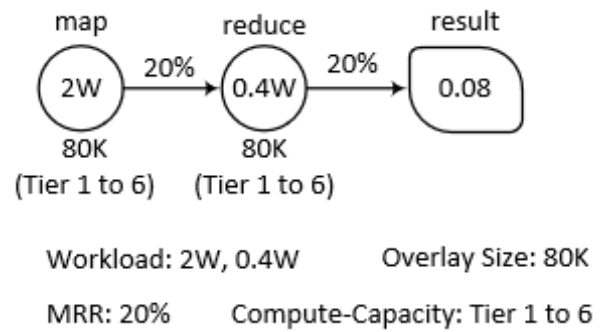 map reduce result
20% 20%
2W 0.4W 0.08
80K 80K
(Tier 1 to 6) (Tier 1 to 6)
Workload: 2W, 0.4W Overlay Size: 80K
MRR: 20% Compute-Capacity: Tier 1 to 6